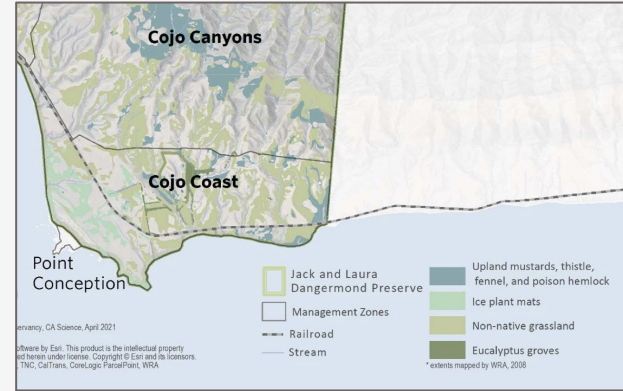 Cojo Canyons
Cojo Coast
Point
Conception
Jack and Laura
Dangermond Preserve
Management Zones
Railroad
Stream
Upland mustards, thistle,
fennel, and poison hemlock
Ice plant mats
Non-native grassland
Eucalyptus groves
* extents mapped by WRA, 2008
ervancy, CA Science, April 2021
oftware by Esri. This product is the intellectual property
ed herein under license. Copyright © Esri and its licensors.
, TNC, CalTrans, CoreLogic ParcelPoint, WRA